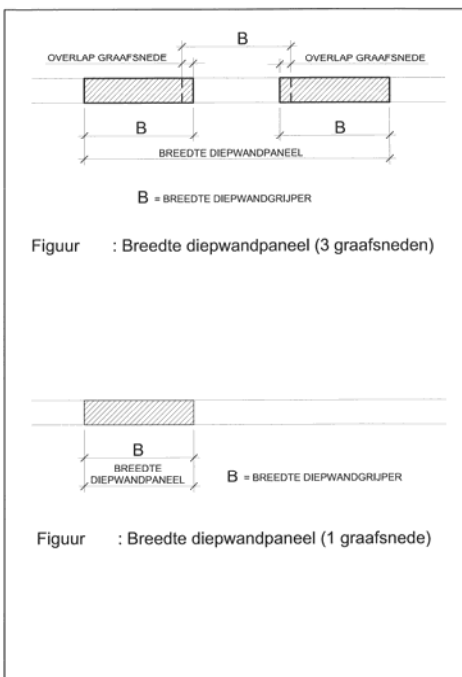 B
OVERLAP GRAAFSNEDE OVERLAP GRAAFSNEDE
B B
BREEDTE DIEPWANDPANEEL
B = BREEDTE DIEPWANDGRIJPER
Figuur : Breedte diepwandpaneel (3 graafsneden)
B
BREEDTE
DIEPWANDPANEEL
B = BREEDTE DIEPWANDGRIJPER
Figuur : Breedte diepwandpaneel (1 graafsnede)